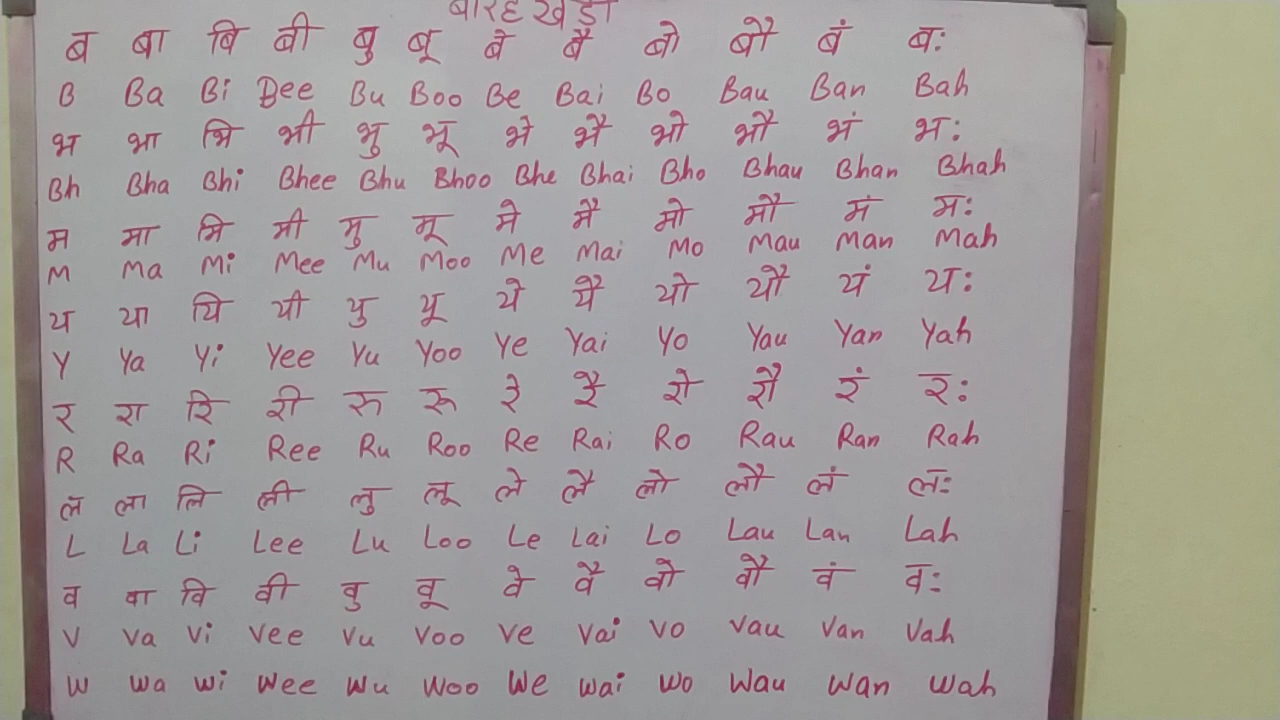 बारह खड़ी
ब बा बि बी बु बू बे बै बो बौ बं बः
B Ba Bi Bee Bu Boo Be Bai Bo Bau Ban Bah
भ भा भि भी भु भू भे भै भो भौ भं भः
Bh Bha Bhi Bhee Bhu Bhoo Bhe Bhai Bho Bhau Bhan Bhah
म मा मि मी मु मू मे मै मो मौ मं मः
M Ma Mi Mee Mu Moo Me Mai Mo Mau Man Mah
य या यि यी यु यू ये यै यो यौ यं यः
Y Ya Yi Yee Yu Yoo Ye Yai Yo Yau Yan Yah
र रा रि री रु रू रे रै रो रौ रं रः
R Ra Ri Ree Ru Roo Re Rai Ro Rau Ran Rah
ल ला लि ली लु लू ले लै लो लौ लं लः
L La Li Lee Lu Loo Le Lai Lo Lau Lan Lah
व वा वि वी वु वू वे वै वो वौ वं वः
V Va Vi Vee Vu Voo Ve Vai Vo Vau Van Vah
W Wa Wi Wee Wu Woo We Wai Wo Wau Wan Wah